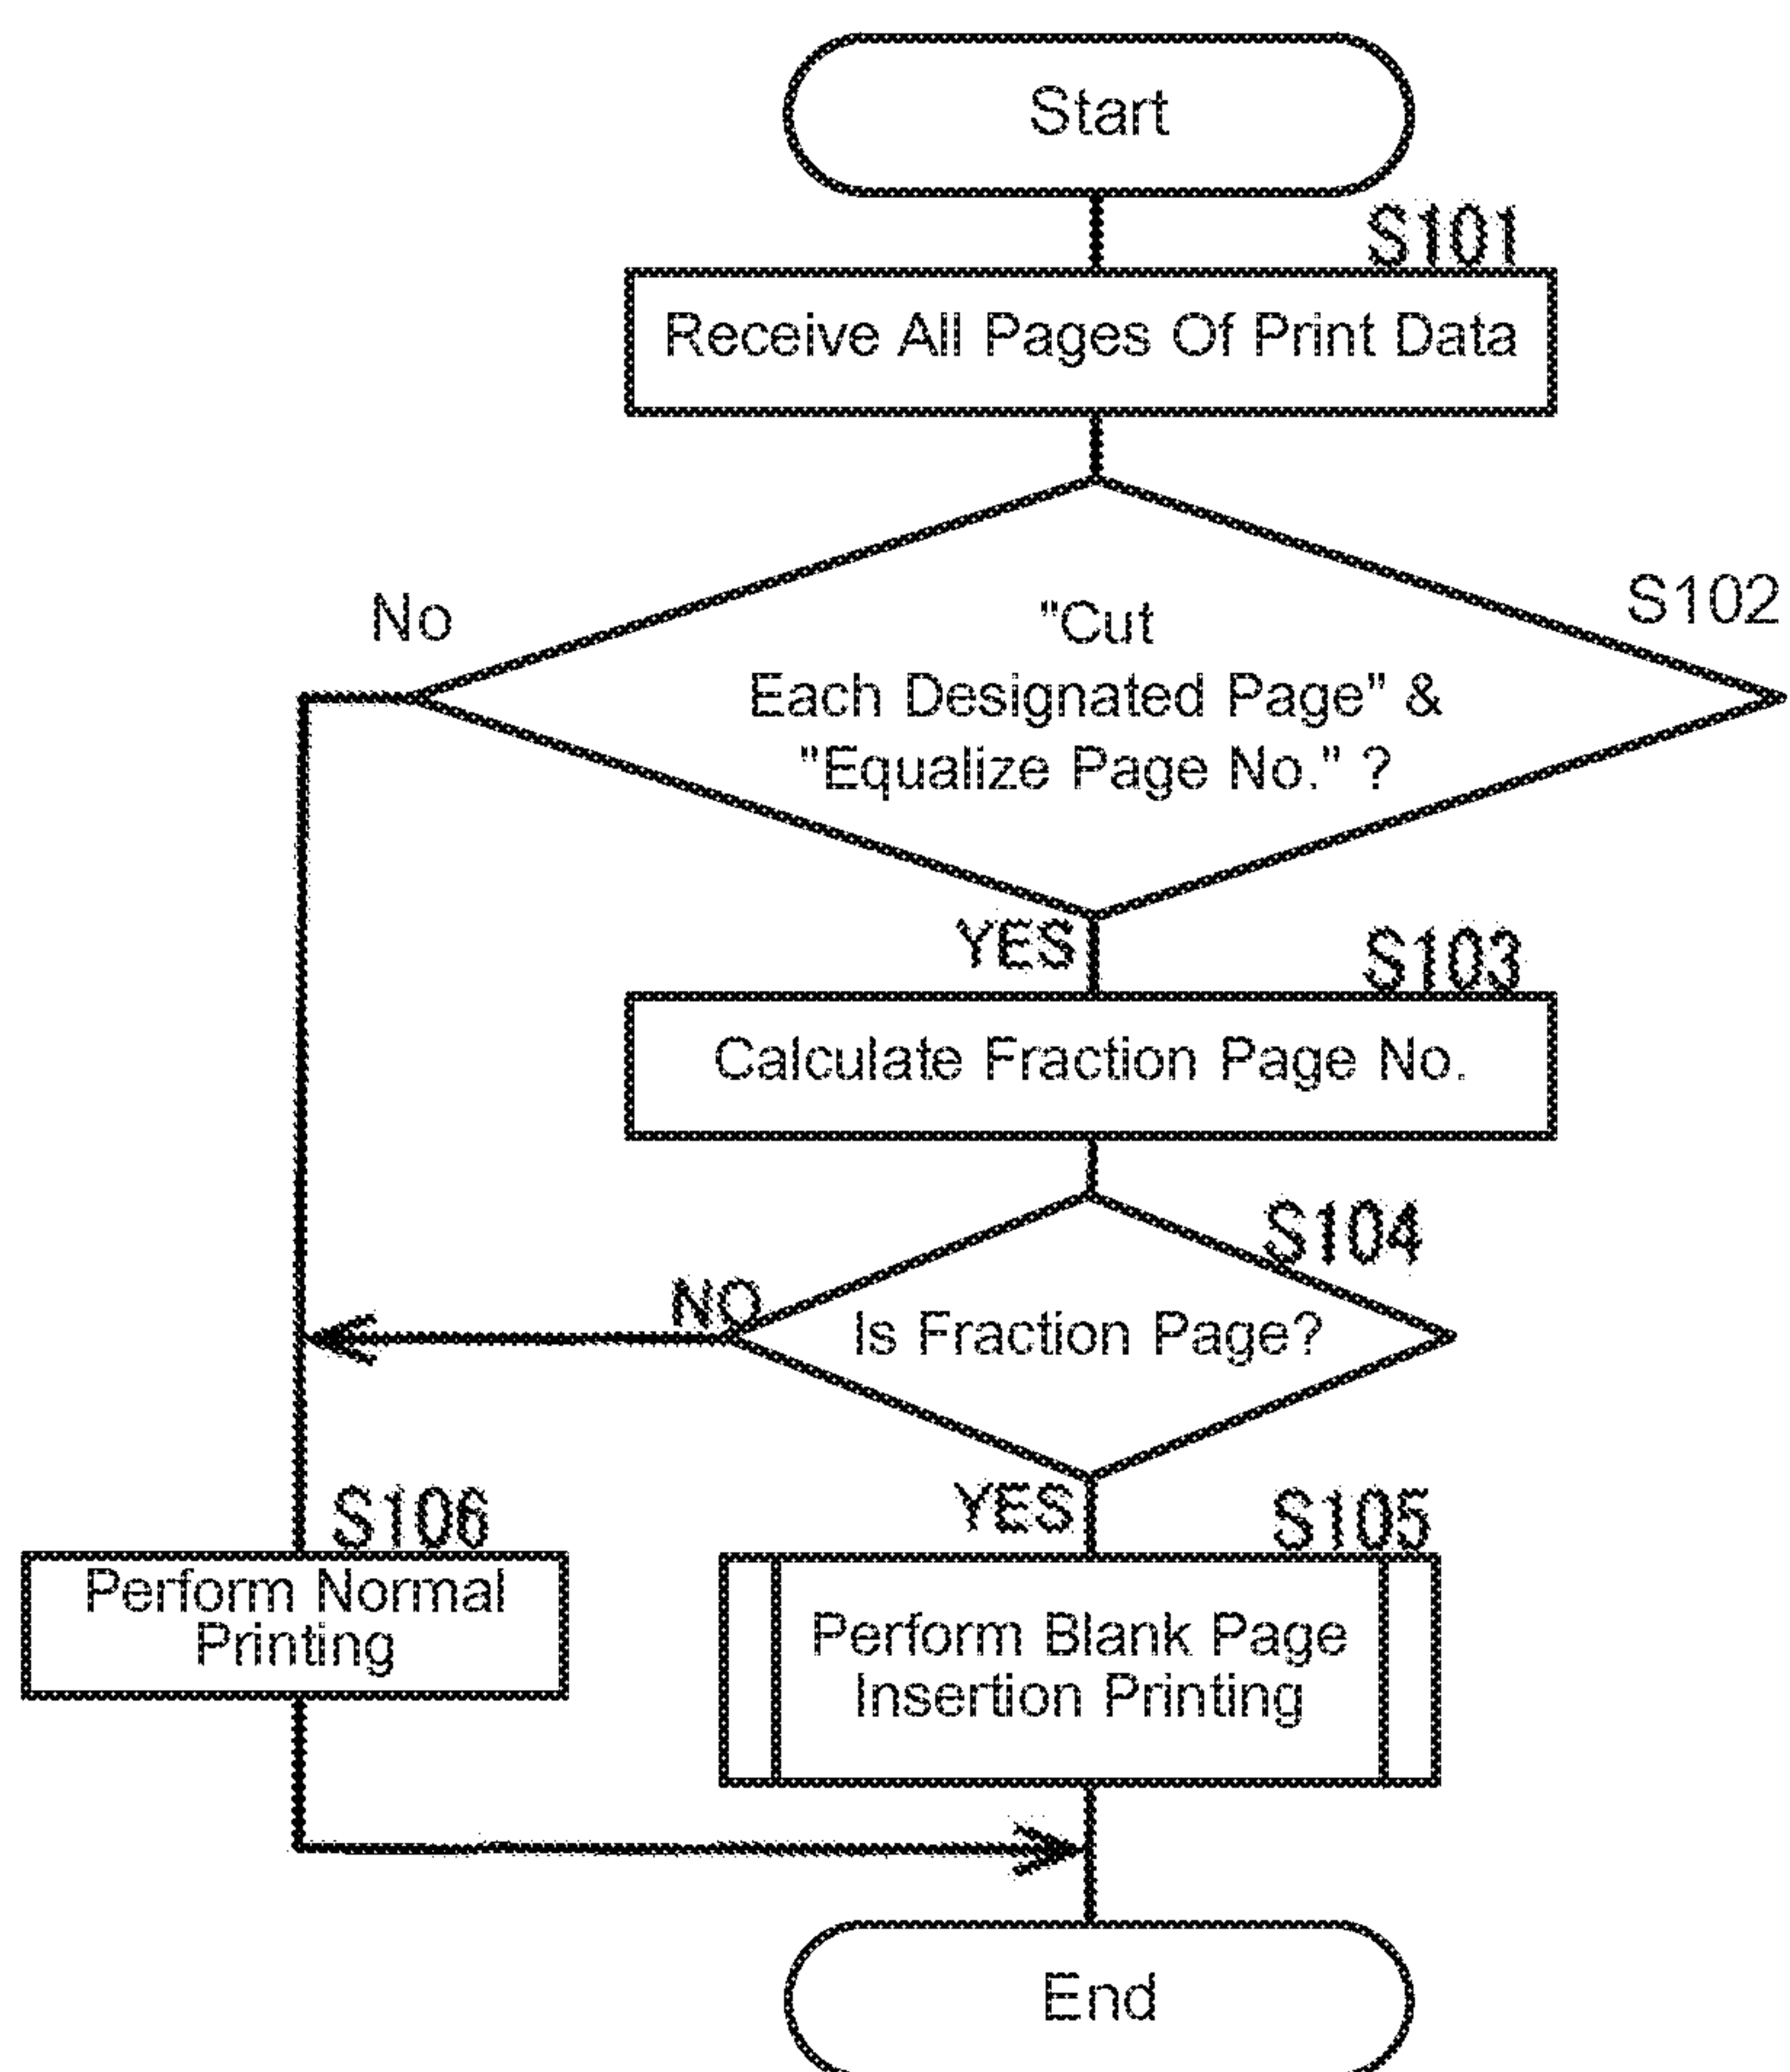 Start
S101
Receive All Pages Of Print Data
No
S102
"Cut
Each Designated Page" &
"Equalize Page No." ?
YES
S103
Calculate Fraction Page No.
S104
NO
Is Fraction Page?
YES
S105
S106
Perform Normal
Printing
Perform Blank Page
Insertion Printing
End